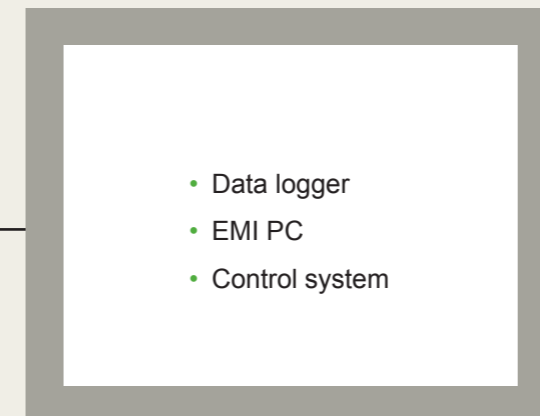 • Data logger
• EMI PC
• Control system